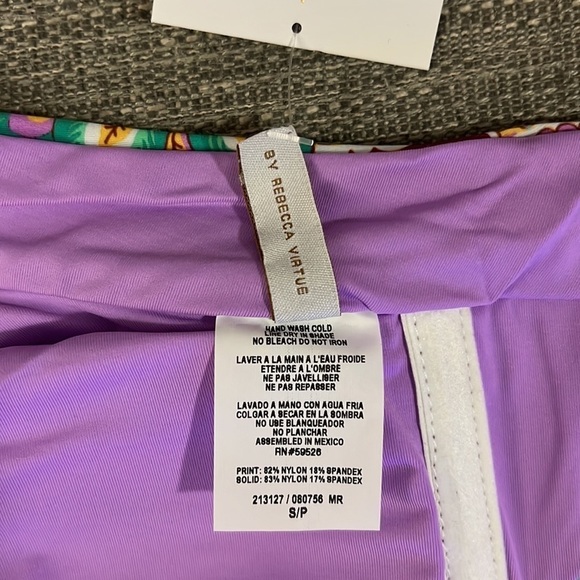 BY REBECCA VIRTUE
HAND WASH COLD
LINE DRY IN SHADE
NO BLEACH DO NOT IRON
LAVER A LA MAIN A L'EAU FROIDE
ETENDRE A L'OMBRE
NE PAS JAVELLISER
NE PAS REPASSER
LAVADO A MANO CON AGUA FRIA
COLGAR A SECAR EN LA SOMBRA
NO USE BLANQUEADOR
NO PLANCHAR
ASSEMBLED IN MEXICO
RN#59526
PRINT: 82% NYLON 18% SPANDEX
SOLID: 83% NYLON 17% SPANDEX
213127 / 080756 MR
S/P